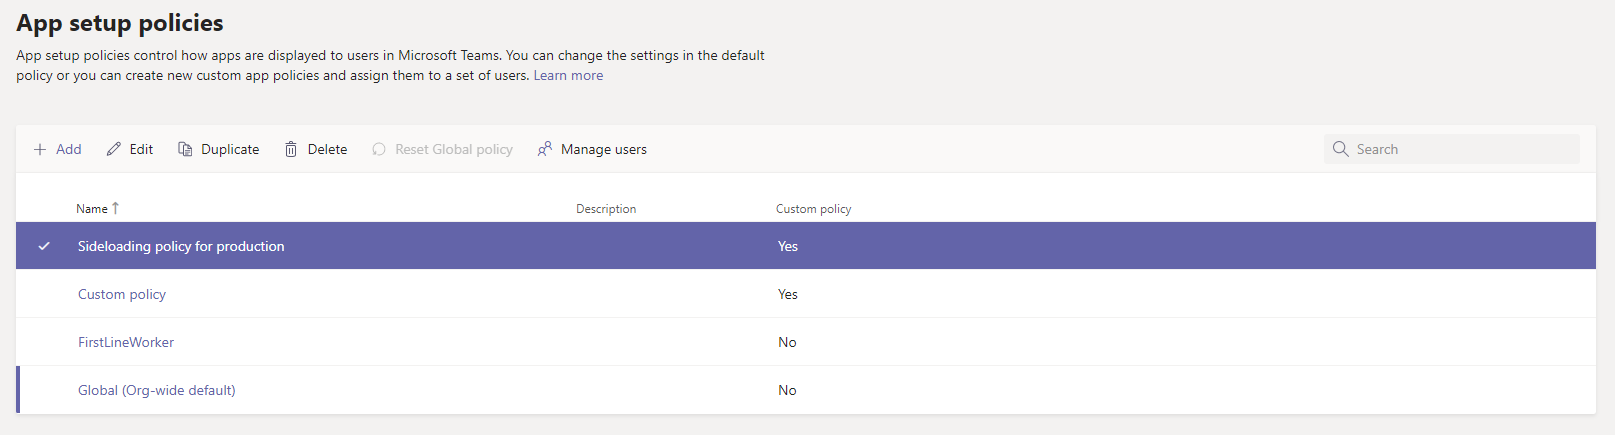 App setup policies
App setup policies control how apps are displayed to users in Microsoft Teams. You can change the settings in the default
policy or you can create new custom app policies and assign them to a set of users. Learn more
Add Edit Duplicate Delete Reset Global policy Manage users Search
Name ↑ Description Custom policy
Sideloading policy for production Yes
Custom policy Yes
FirstLineWorker No
Global (Org-wide default) No